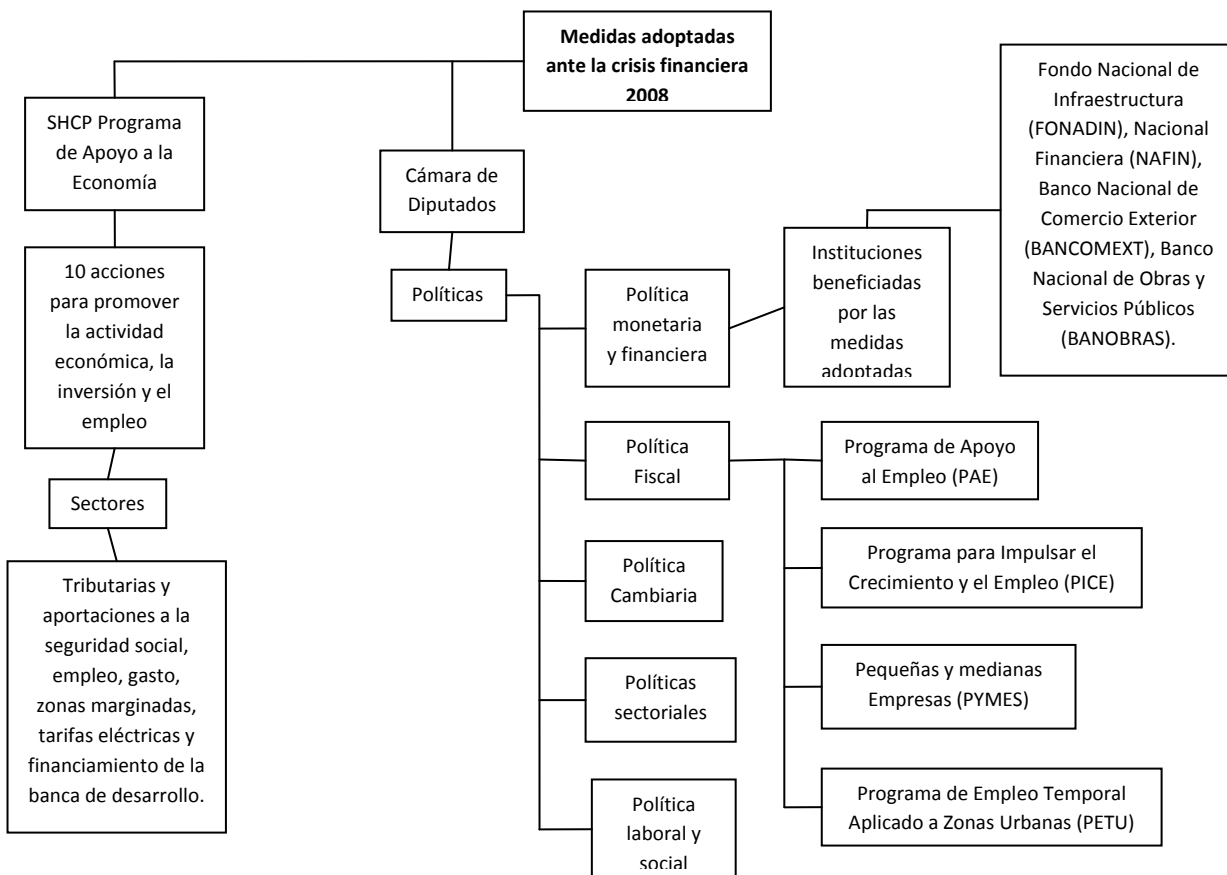 Medidas adoptadas
ante la crisis financiera
2008
SHCP Programa
de Apoyo a la
Economía
10 acciones
para promover
la actividad
económica, la
inversión y el
empleo
Sectores
Tributarias y
aportaciones a la
seguridad social,
empleo, gasto,
zonas marginadas,
tarifas eléctricas y
financiamiento de la
banca de desarrollo.
Cámara de
Diputados
Políticas
Política
monetaria
y financiera
Instituciones
beneficiadas
por las
medidas
adoptadas
Fondo Nacional de
Infraestructura
(FONADIN), Nacional
Financiera (NAFIN),
Banco Nacional de
Comercio Exterior
(BANCOMEXT), Banco
Nacional de Obras y
Servicios Públicos
(BANOBRAS).
Política
Fiscal
Programa de Apoyo
al Empleo (PAE)
Programa para Impulsar el
Crecimiento y el Empleo (PICE)
Pequeñas y medianas
Empresas (PYMES)
Programa de Empleo Temporal
Aplicado a Zonas Urbanas (PETU)
Política
Cambiaria
Políticas
sectoriales
Política
laboral y
social